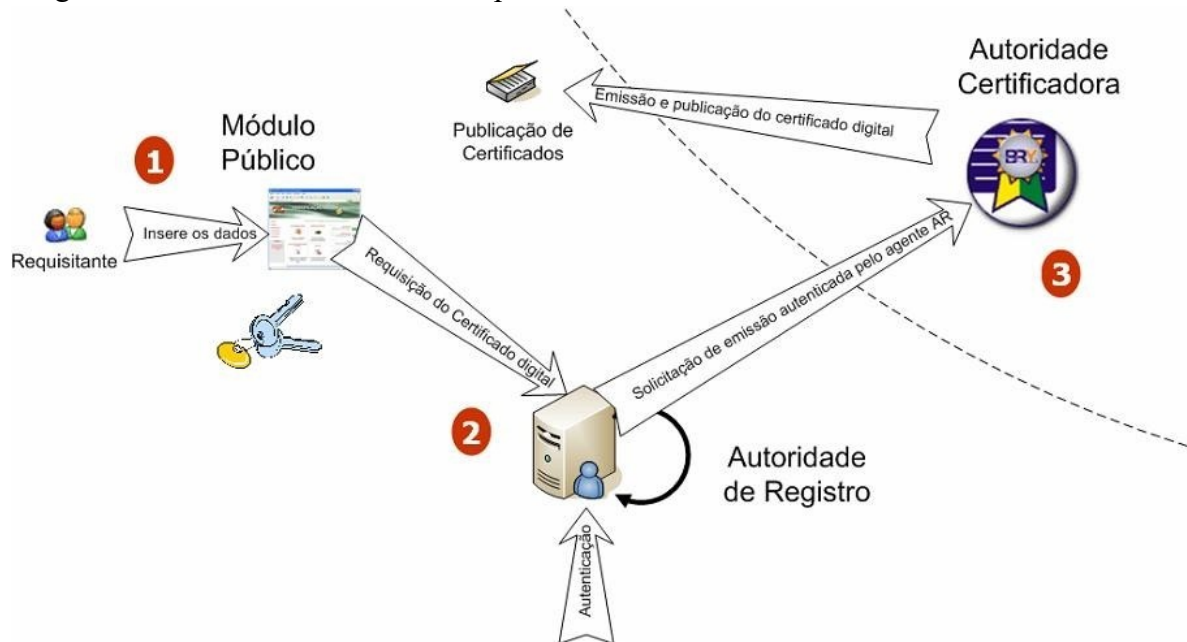 Autoridade
Certificadora
Emissão e publicação do certificado digital
Publicação de
Certificados
BRY
Módulo
Público
1
Insere os dados
Requisitante
Requisição do Certificado digital
Solicitação de emissão autenticada pelo agente AR
3
2
Autoridade
de Registro
Autenticação